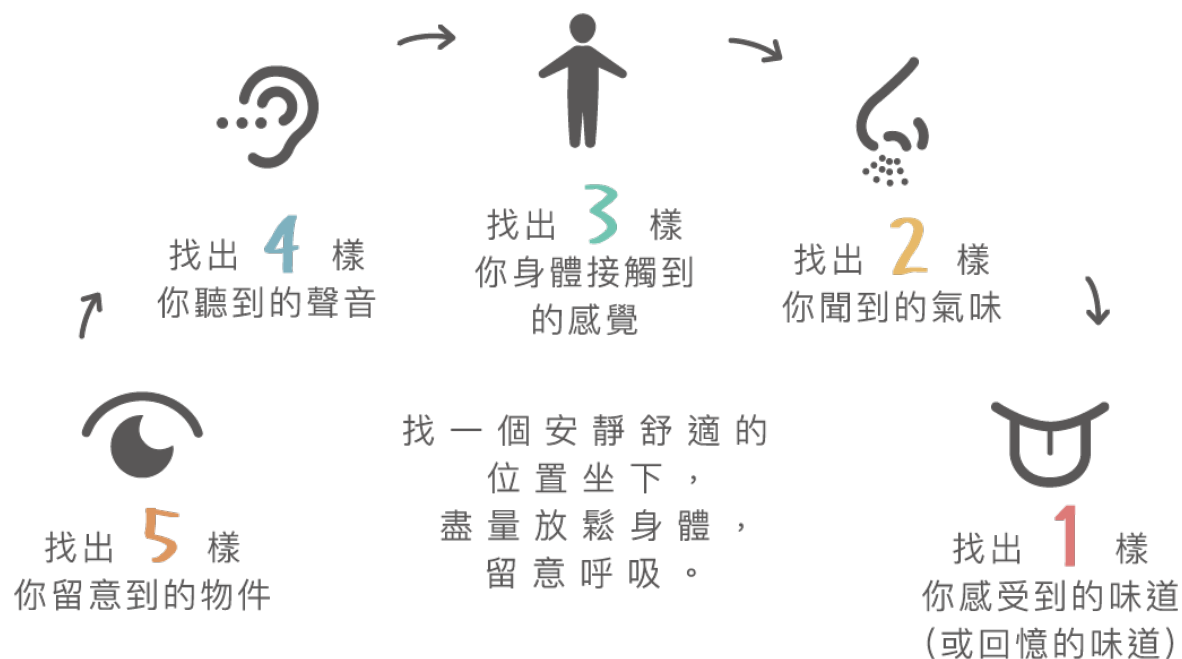 找出 5 樣
你留意到的物件
找出 4 樣
你聽到的聲音
找出 3 樣
你身體接觸到
的感覺
找出 2 樣
你聞到的氣味
找出 1 樣
你感受到的味道
(或回憶的味道)
找一個安靜舒適的
位置坐下，
盡量放鬆身體，
留意呼吸。